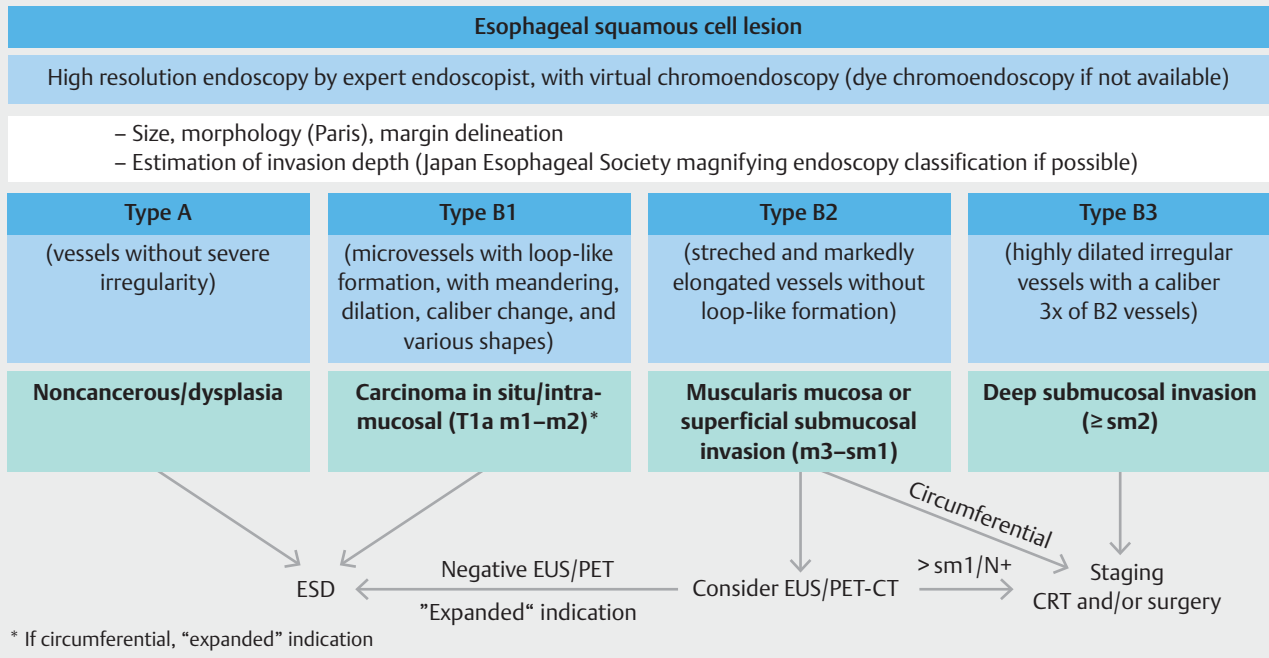 Esophageal squamous cell lesion
High resolution endoscopy by expert endoscopist, with virtual chromoendoscopy (dye chromoendoscopy if not available)
– Size, morphology (Paris), margin delineation
– Estimation of invasion depth (Japan Esophageal Society magnifying endoscopy classification if possible)
Type A
(vessels without severe
irregularity)
Noncancerous/dysplasia
Type B1
(microvessels with loop-like
formation, with meandering,
dilation, caliber change, and
various shapes)
Carcinoma in situ/intra-
mucosal (T1a m1–m2)*
Type B2
(streched and markedly
elongated vessels without
loop-like formation)
Muscularis mucosa or
superficial submucosal
invasion (m3–sm1)
Type B3
(highly dilated irregular
vessels with a caliber
3x of B2 vessels)
Deep submucosal invasion
(≥ sm2)
Circumferential
ESD
Negative EUS/PET
”Expanded“ indication
Consider EUS/PET-CT
> sm1/N+
Staging
CRT and/or surgery
* If circumferential, “expanded” indication